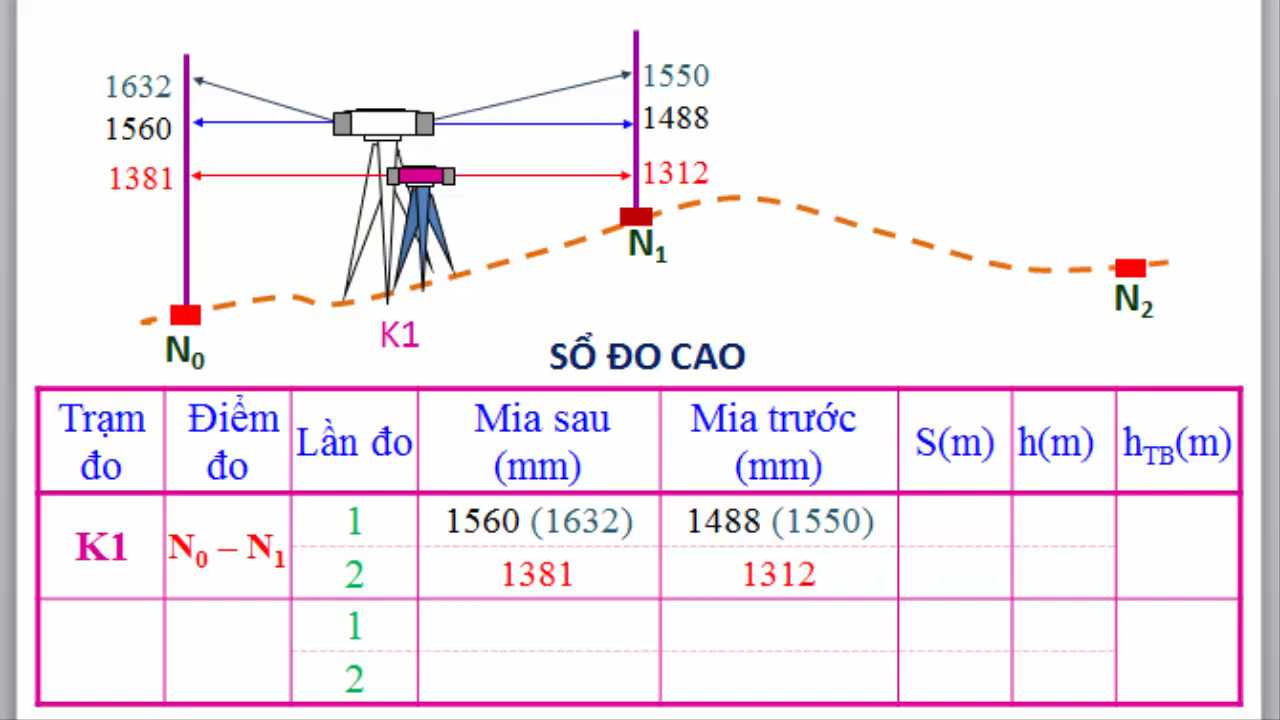 1632
1560
1381
1550
1488
1312
N₀
K1
N₁
N₂
SỔ ĐO CAO
Trạm đo
Điểm đo
Lần đo
Mia sau (mm)
Mia trước (mm)
S(m)
h(m)
hTB(m)
K1
N₀ – N₁
1
1560 (1632)
1488 (1550)
2
1381
1312
1
2